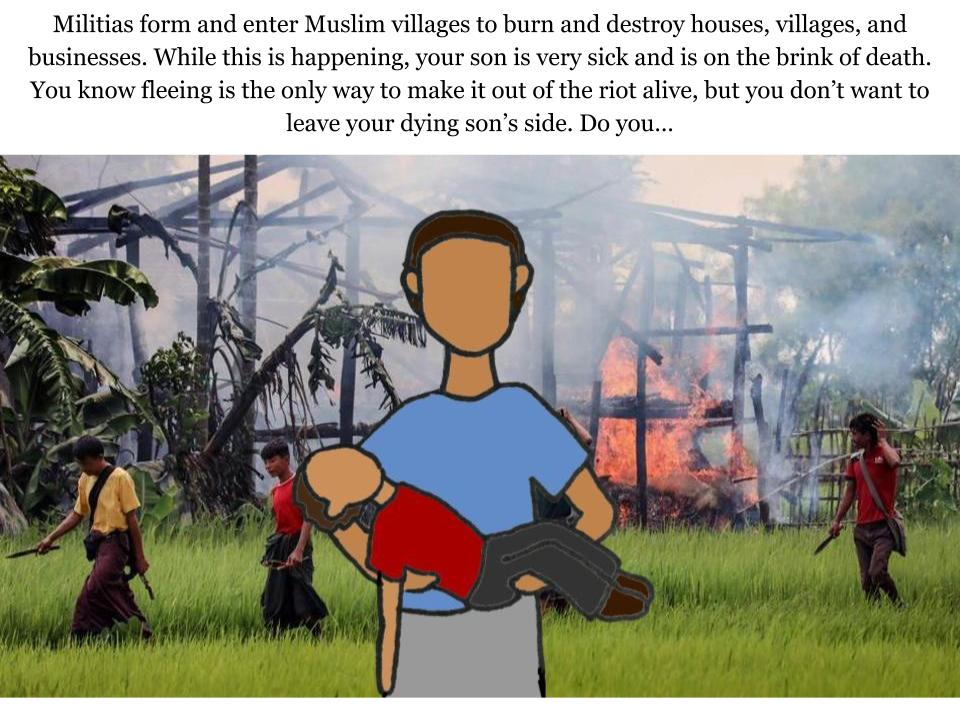 Militias form and enter Muslim villages to burn and destroy houses, villages, and
businesses. While this is happening, your son is very sick and is on the brink of death.
You know fleeing is the only way to make it out of the riot alive, but you don’t want to
leave your dying son’s side. Do you...